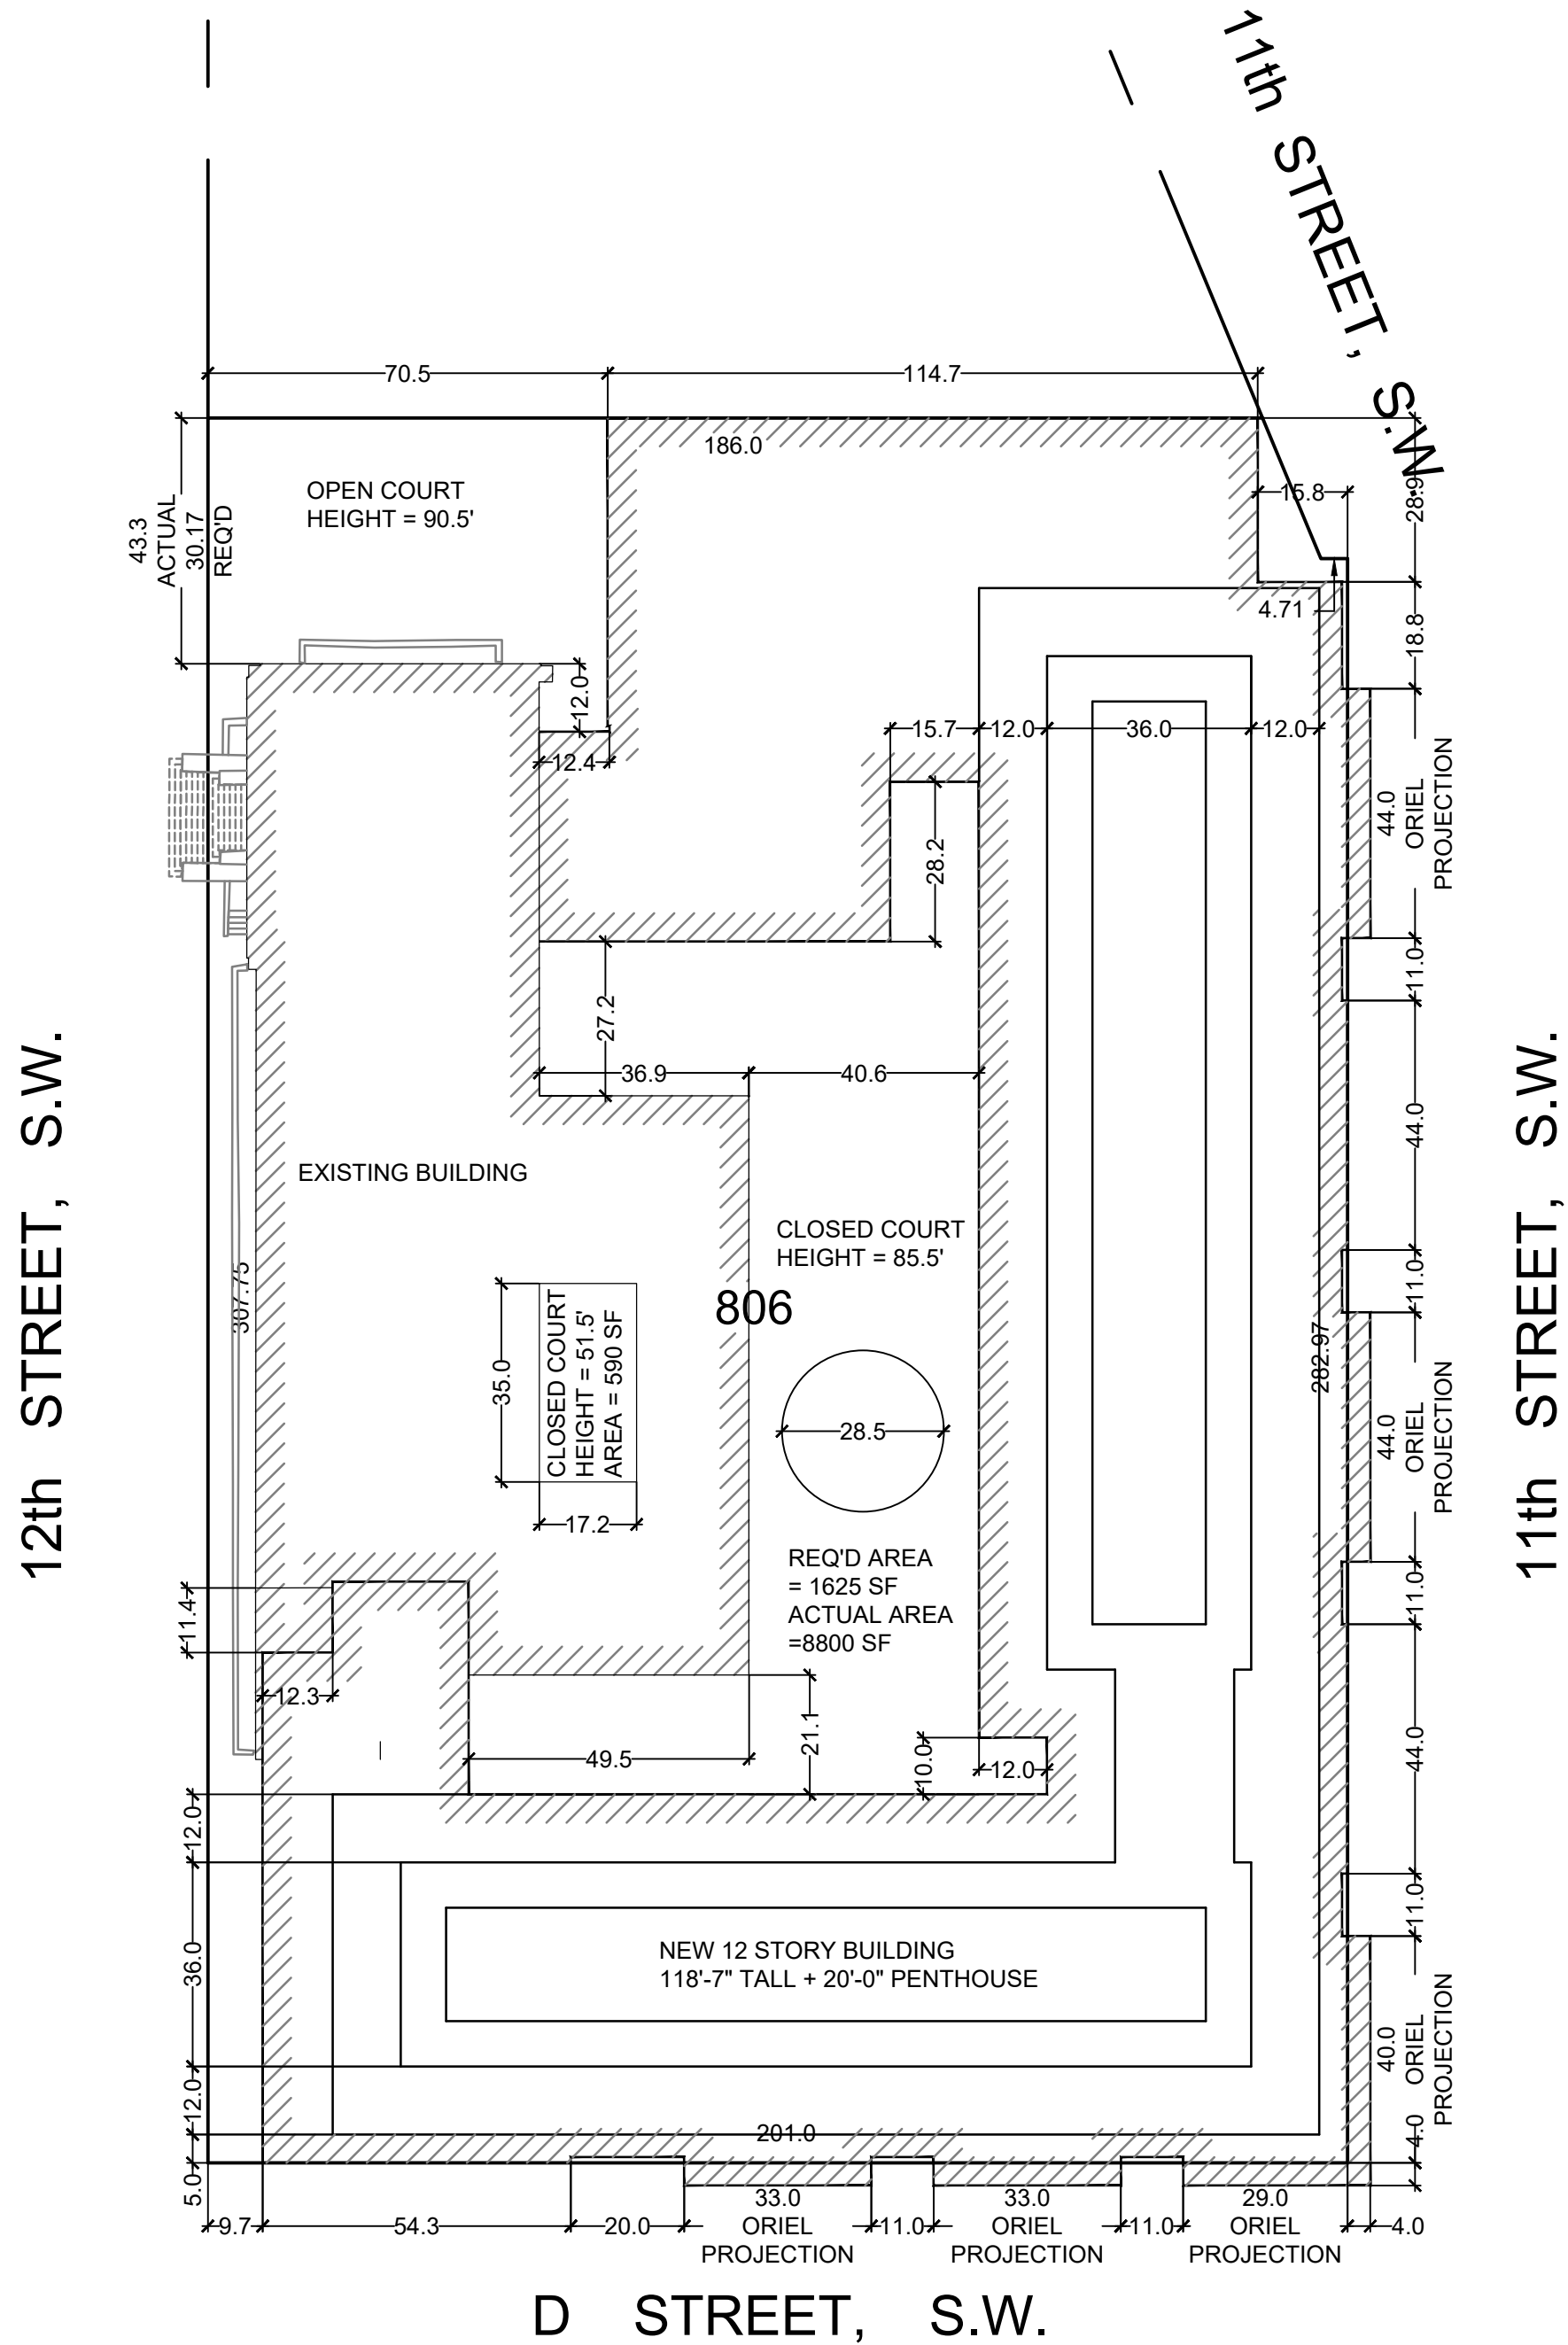 11th STREET, S.W.
70.5
114.7
186.0
OPEN COURT
HEIGHT = 90.5'
43.3
ACTUAL
30.17
REQ'D
15.8
28.9
4.71
18.8
12.0
12.4
15.7
12.0
36.0
12.0
44.0
ORIEL
PROJECTION
28.2
11.0
27.2
36.9
40.6
44.0
EXISTING BUILDING
CLOSED COURT
HEIGHT = 85.5'
806
307.75
12th STREET, S.W.
11th STREET, S.W.
11.0
35.0
CLOSED COURT
HEIGHT = 51.5'
AREA = 590 SF
17.2
28.5
282.97
44.0
ORIEL
PROJECTION
REQ'D AREA
= 1625 SF
ACTUAL AREA
=8800 SF
11.0
11.4
12.3
49.5
21.1
10.0
12.0
44.0
12.0
11.0
36.0
NEW 12 STORY BUILDING
118'-7" TALL + 20'-0" PENTHOUSE
40.0
ORIEL
PROJECTION
12.0
201.0
4.0
5.0
9.7
54.3
20.0
33.0
ORIEL
PROJECTION
11.0
33.0
ORIEL
PROJECTION
11.0
29.0
ORIEL
PROJECTION
4.0
D STREET, S.W.